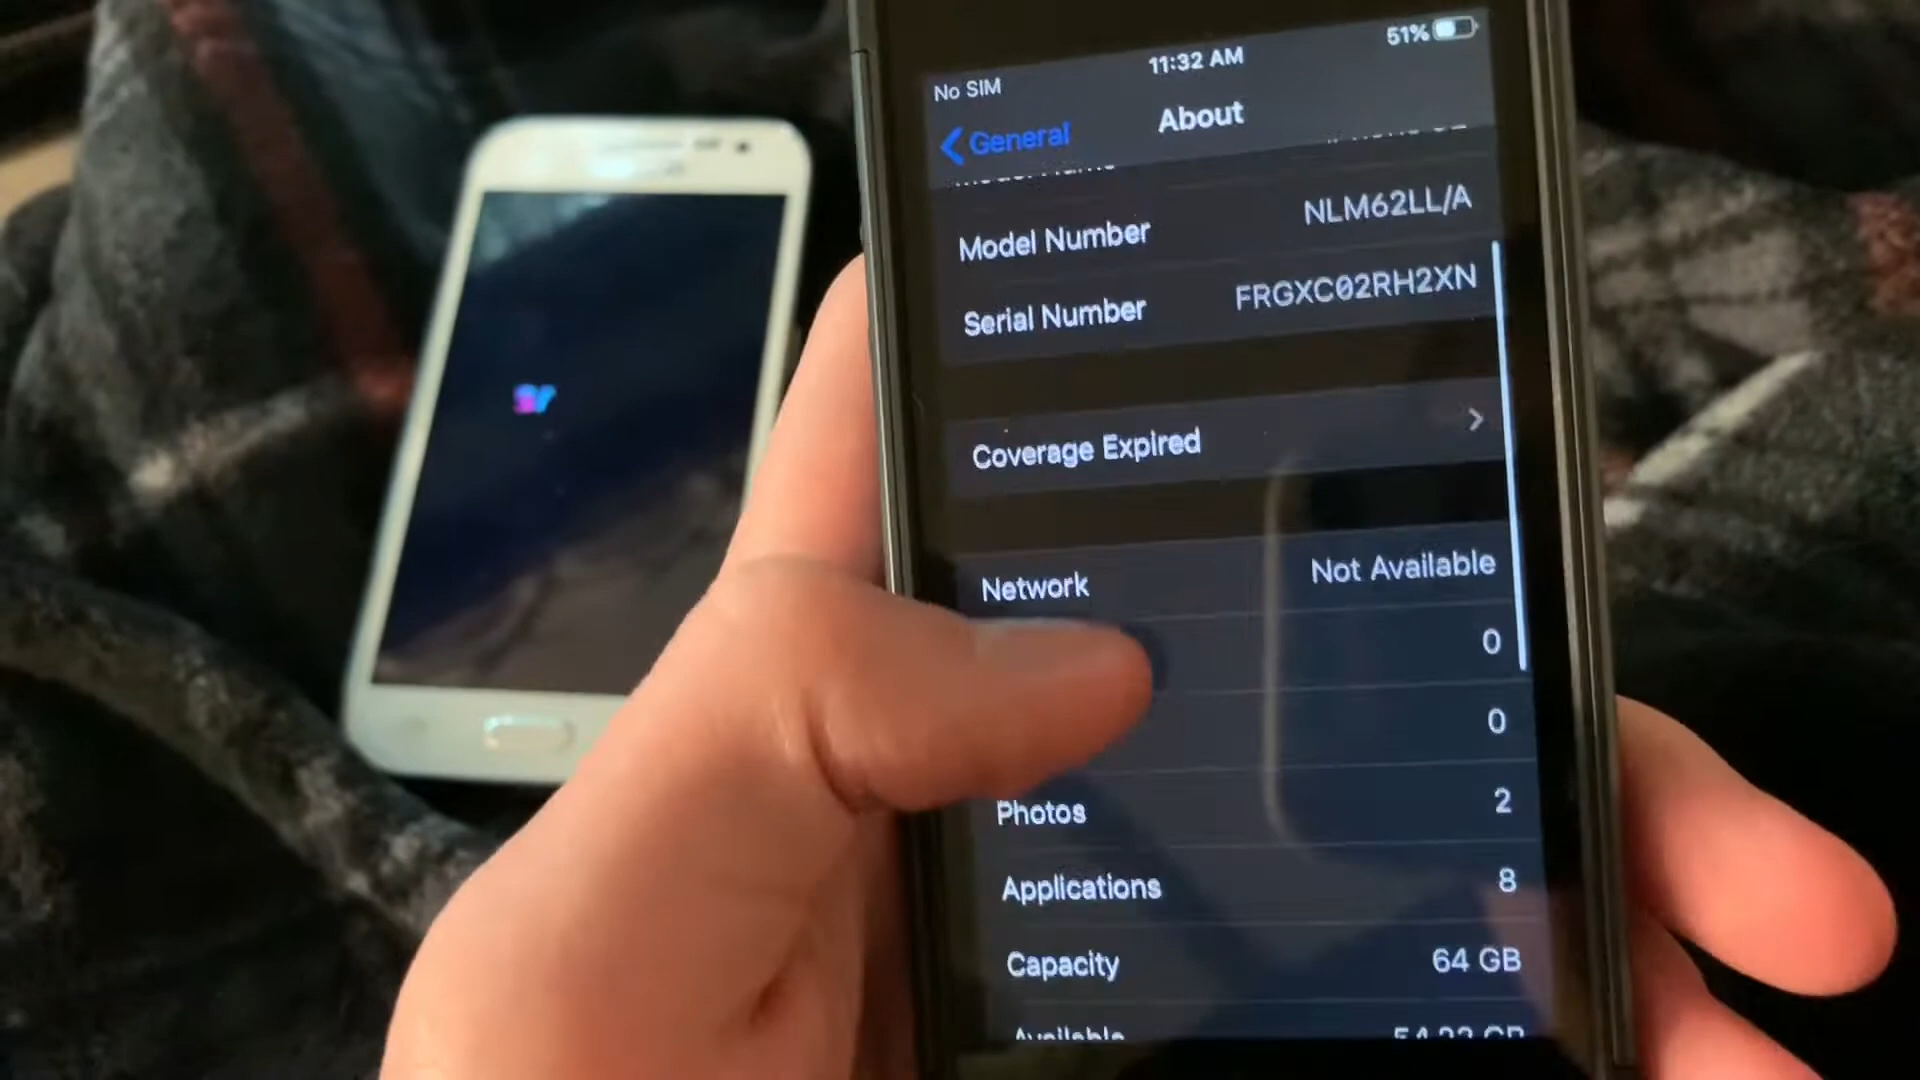 No SIM
11:32 AM
51%
General
About
Model Number
NLM62LL/A
Serial Number
FRGXC02RH2XN
Coverage Expired
Network
Not Available
0
0
Photos
2
Applications
8
Capacity
64 GB
Available